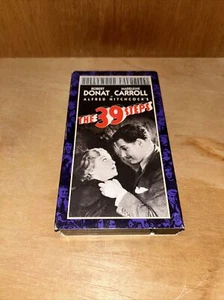 HOLLYWOOD FAVORITES
ROBERT MADELEINE
DONAT CARROLL
ALFRED HITCHCOCK'S
THE 39 STEPS